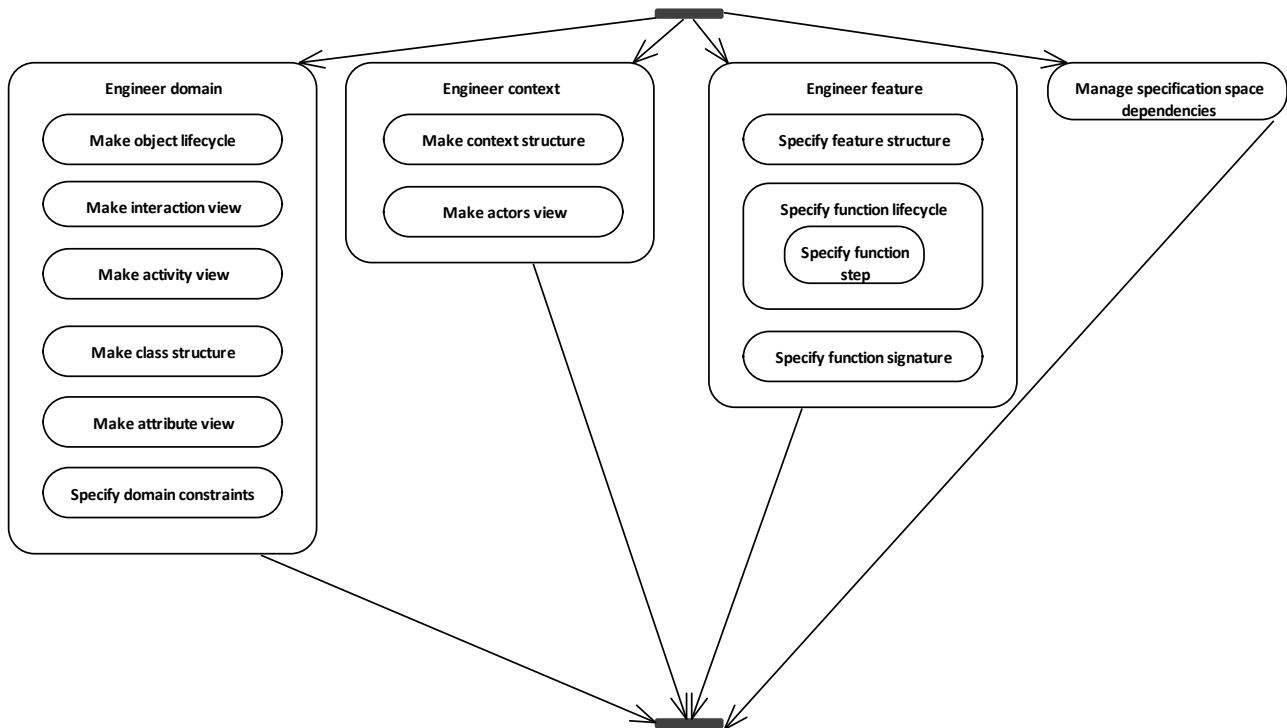 Engineer domain
Make object lifecycle
Make interaction view
Make activity view
Make class structure
Make attribute view
Specify domain constraints
Engineer context
Make context structure
Make actors view
Engineer feature
Specify feature structure
Specify function lifecycle
Specify function
step
Specify function signature
Manage specification space
dependencies